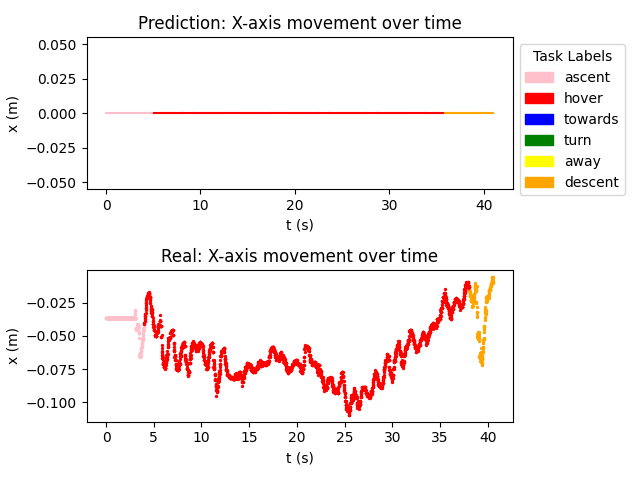 Prediction: X-axis movement over time
x (m)
0.050
0.025
0.000
−0.025
−0.050
0
10
20
30
40
t (s)
Task Labels
ascent
hover
towards
turn
away
descent
Real: X-axis movement over time
x (m)
−0.025
−0.050
−0.075
−0.100
0
5
10
15
20
25
30
35
40
t (s)